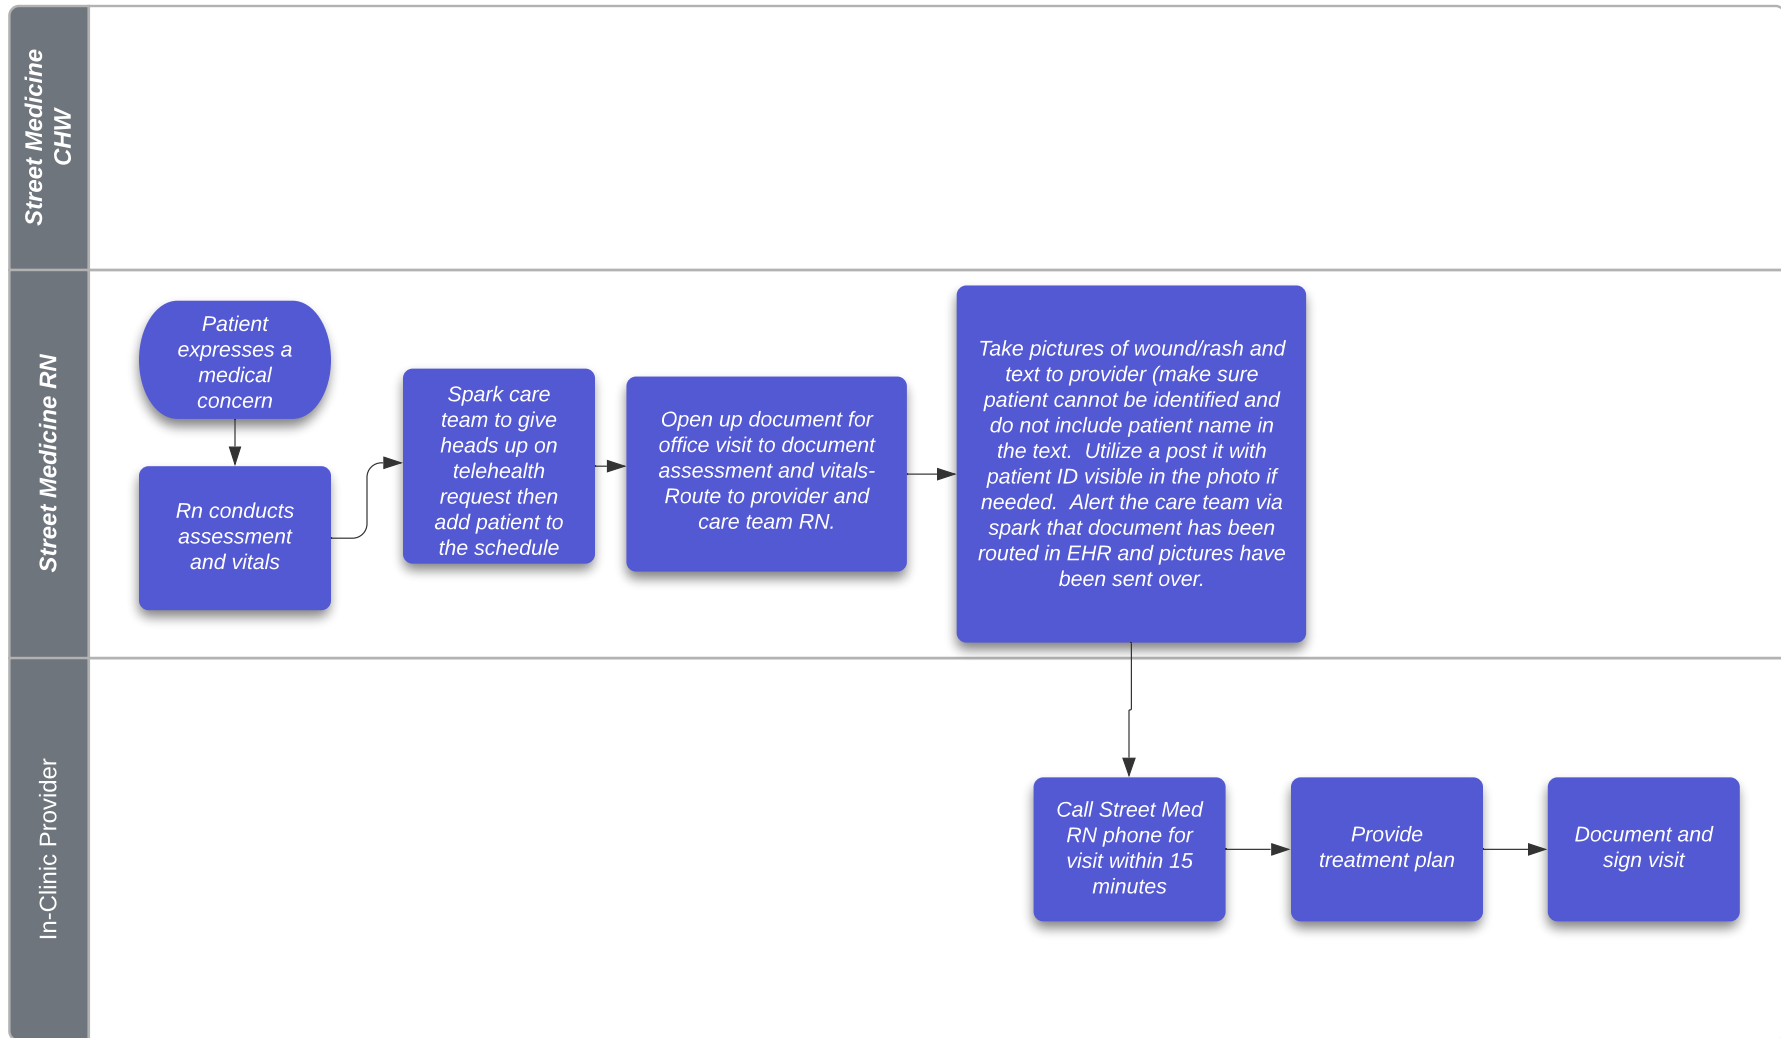 Street Medicine
CHW
Street Medicine RN
Patient
expresses a
medical
concern
Rn conducts
assessment
and vitals
Spark care
team to give
heads up on
telehealth
request then
add patient to
the schedule
Open up document for
office visit to document
assessment and vitals-
Route to provider and
care team RN.
Take pictures of wound/rash and
text to provider (make sure
patient cannot be identified and
do not include patient name in
the text.  Utilize a post it with
patient ID visible in the photo if
needed.  Alert the care team via
spark that document has been
routed in EHR and pictures have
been sent over.
In-Clinic Provider
Call Street Med
RN phone for
visit within 15
minutes
Provide
treatment plan
Document and
sign visit